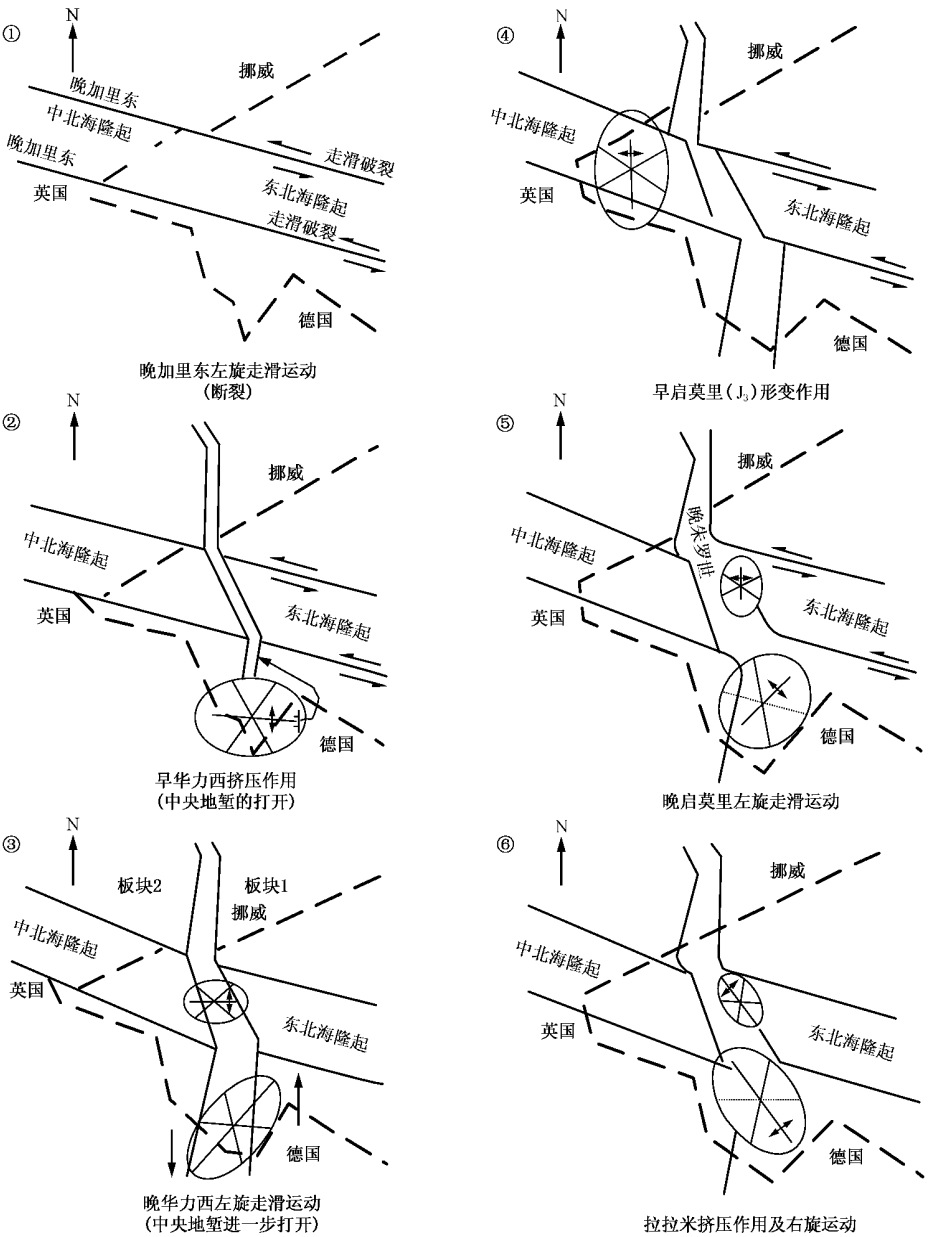 ①
N
挪威
晚加里东
中北海隆起
晚加里东
走滑破裂
英国
东北海隆起
走滑破裂
德国
晚加里东左旋走滑运动
(断裂)
②
N
挪威
中北海隆起
英国
东北海隆起
德国
早华力西挤压作用
(中央地堑的打开)
③
N
板块2
板块1
挪威
中北海隆起
英国
东北海隆起
德国
晚华力西左旋走滑运动
(中央地堑进一步打开)
④
N
挪威
中北海隆起
英国
东北海隆起
德国
早启莫里(J₃)形变作用
⑤
N
挪威
晚朱罗世
中北海隆起
英国
东北海隆起
德国
晚启莫里左旋走滑运动
⑥
N
挪威
中北海隆起
英国
东北海隆起
德国
拉拉米挤压作用及右旋运动